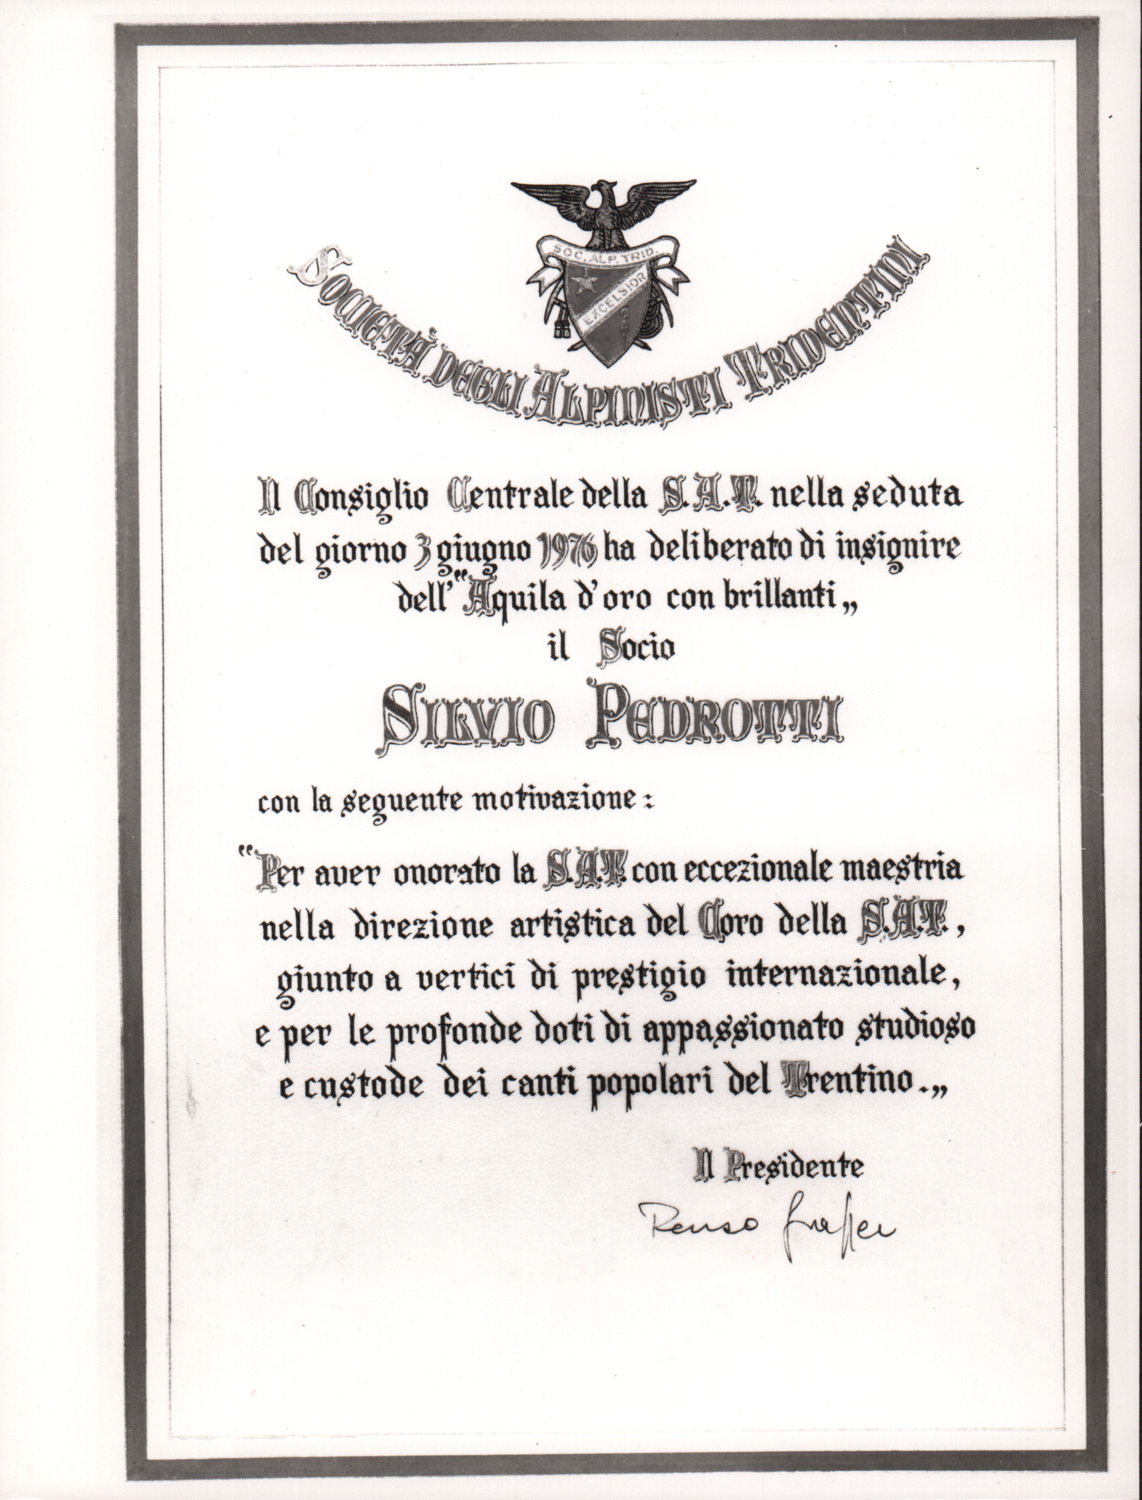 SOC. ALP. TRID.
EXCELSIOR
SOCIETÀ DEGLI ALPINISTI TRIDENTINI
Il Consiglio Centrale della S.A.T. nella seduta
del giorno 3 giugno 1976 ha deliberato di insignire
dell'“Aquila d'oro con brillanti„
il Socio
SILVIO PEDROTTI
con la seguente motivazione:
“Per aver onorato la S.A.T. con eccezionale maestria
nella direzione artistica del Coro della S.A.T.,
giunto a vertici di prestigio internazionale,
e per le profonde doti di appassionato studioso
e custode dei canti popolari del Trentino.„
Il Presidente
Renso